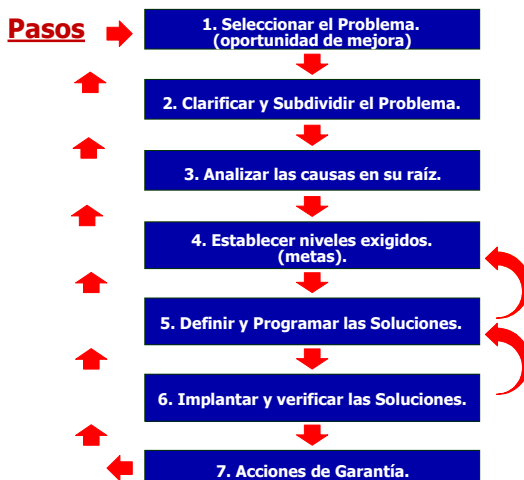 Pasos
1. Seleccionar el Problema.
(oportunidad de mejora)
2. Clarificar y Subdividir el Problema.
3. Analizar las causas en su raíz.
4. Establecer niveles exigidos.
(metas).
5. Definir y Programar las Soluciones.
6. Implantar y verificar las Soluciones.
7. Acciones de Garantía.